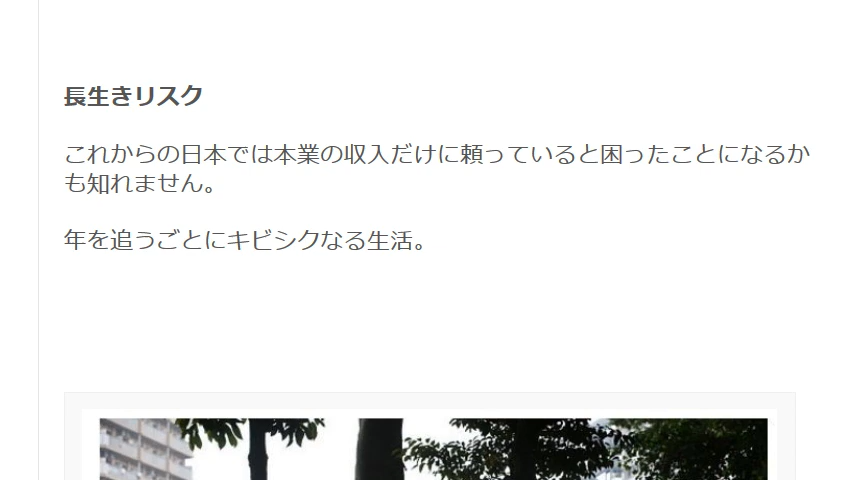 長生きリスク
これからの日本では本業の収入だけに頼っていると困ったことになるか
も知れません。
年を追うごとにキビシクなる生活。